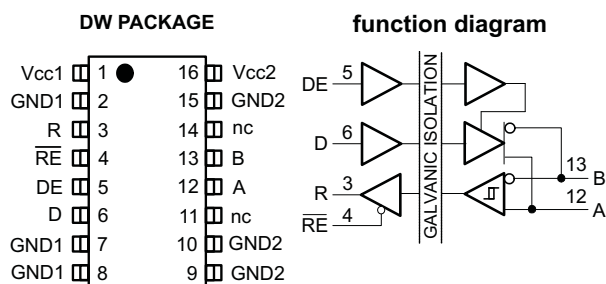 DW PACKAGE
Vcc1 1 16 Vcc2
GND1 2 15 GND2
R 3 14 nc
RE 4 13 B
DE 5 12 A
D 6 11 nc
GND1 7 10 GND2
GND1 8 9 GND2
function diagram
DE 5
D 6
R 3
RE 4
GALVANIC ISOLATION
13 B
12 A